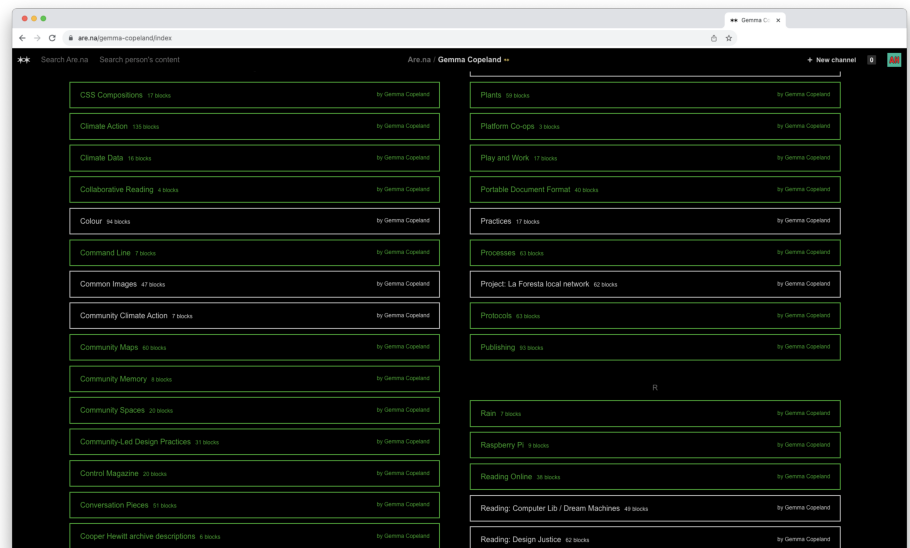 Gemma C
are.na/gemma-copeland/index
Search Are.na Search person's content
Are.na / Gemma Copeland
+ New channel 0
CSS Compositions 17 blocks by Gemma Copeland
Climate Action 135 blocks by Gemma Copeland
Climate Data 16 blocks by Gemma Copeland
Collaborative Reading 4 blocks by Gemma Copeland
Colour 94 blocks by Gemma Copeland
Command Line 7 blocks by Gemma Copeland
Common Images 47 blocks by Gemma Copeland
Community Climate Action 7 blocks by Gemma Copeland
Community Maps 60 blocks by Gemma Copeland
Community Memory 8 blocks by Gemma Copeland
Community Spaces 20 blocks by Gemma Copeland
Community-Led Design Practices 31 blocks by Gemma Copeland
Control Magazine 20 blocks by Gemma Copeland
Conversation Pieces 51 blocks by Gemma Copeland
Cooper Hewitt archive descriptions 6 blocks by Gemma Copeland
Plants 59 blocks by Gemma Copeland
Platform Co-ops 3 blocks by Gemma Copeland
Play and Work 17 blocks by Gemma Copeland
Portable Document Format 40 blocks by Gemma Copeland
Practices 17 blocks by Gemma Copeland
Processes 63 blocks by Gemma Copeland
Project: La Foresta local network 62 blocks by Gemma Copeland
Protocols 63 blocks by Gemma Copeland
Publishing 93 blocks by Gemma Copeland
R
Rain 7 blocks by Gemma Copeland
Raspberry Pi 9 blocks by Gemma Copeland
Reading Online 38 blocks by Gemma Copeland
Reading: Computer Lib / Dream Machines 49 blocks by Gemma Copeland
Reading: Design Justice 62 blocks by Gemma Copeland